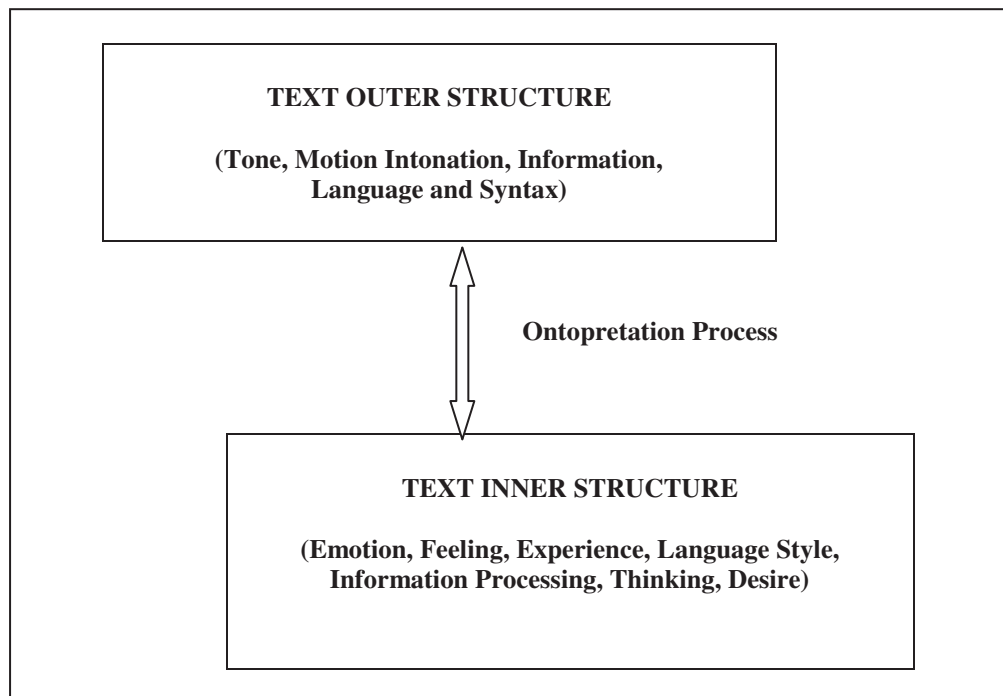 TEXT OUTER STRUCTURE
(Tone, Motion Intonation, Information,
Language and Syntax)
Ontopretation Process
TEXT INNER STRUCTURE
(Emotion, Feeling, Experience, Language Style,
Information Processing, Thinking, Desire)